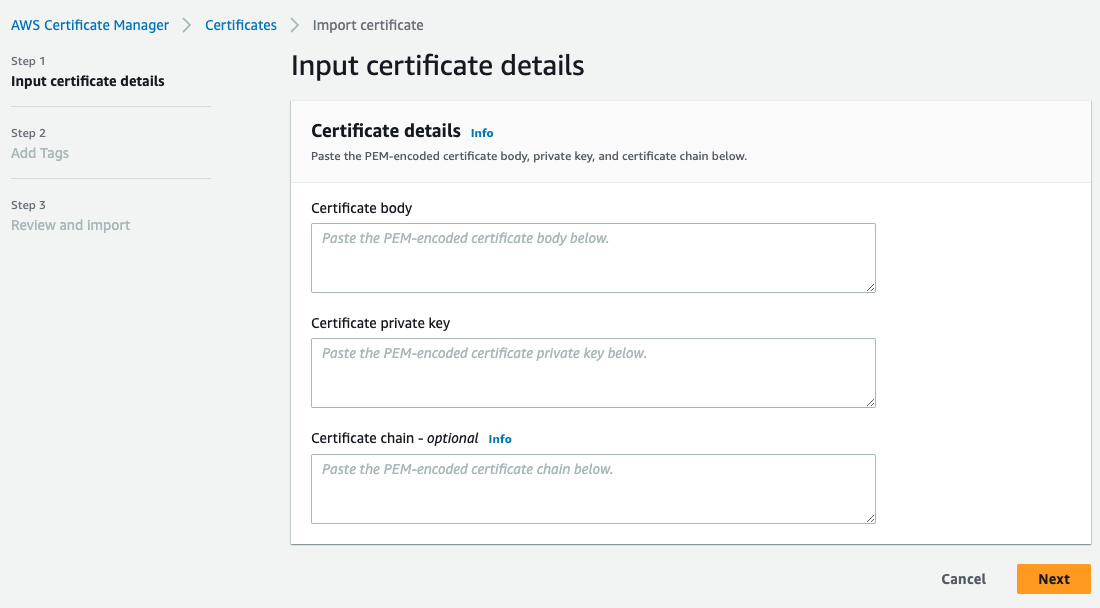 AWS Certificate Manager > Certificates > Import certificate
Step 1
Input certificate details
Step 2
Add Tags
Step 3
Review and import
Input certificate details
Certificate details Info
Paste the PEM-encoded certificate body, private key, and certificate chain below.
Certificate body
Paste the PEM-encoded certificate body below.
Certificate private key
Paste the PEM-encoded certificate private key below.
Certificate chain - optional Info
Paste the PEM-encoded certificate chain below.
Cancel Next